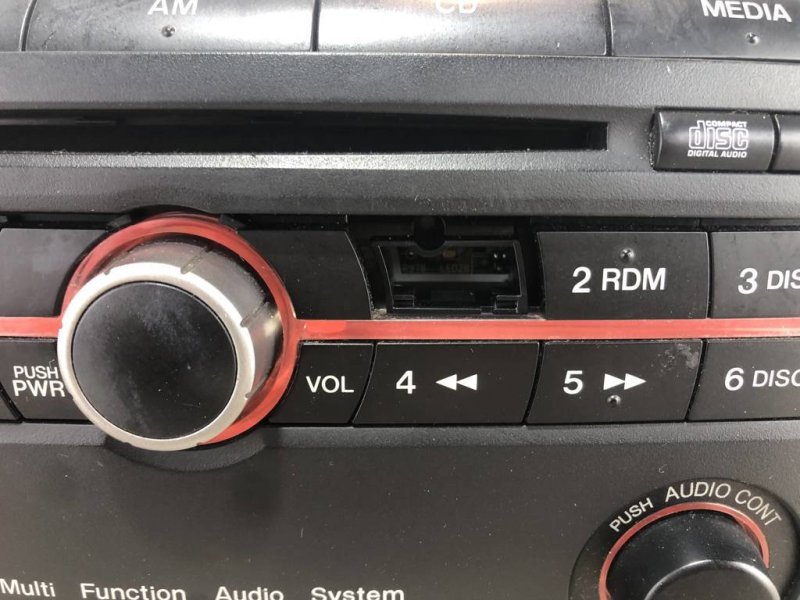 AM CD MEDIA
COMPACT
disc
DIGITAL AUDIO
2 RDM
3
PUSH
PWR
VOL
4
5
6 DISC
PUSH AUDIO CONT
Multi Function Audio System